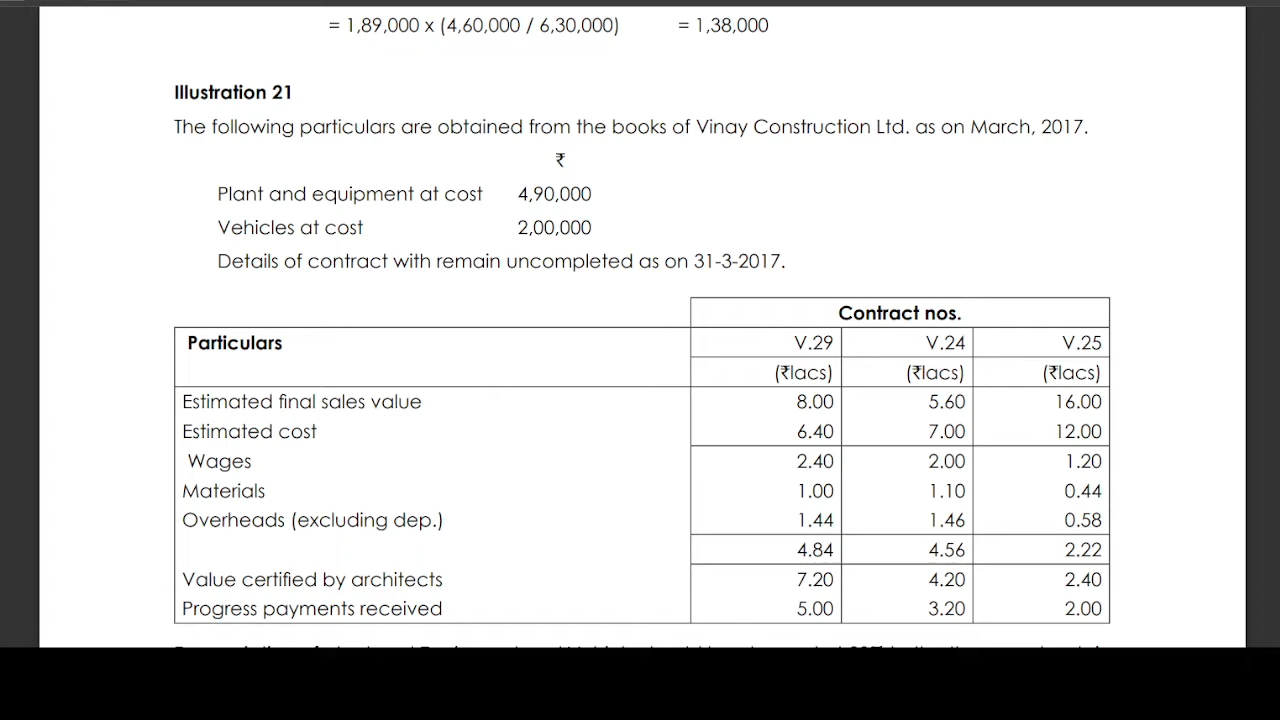 = 1,89,000 x (4,60,000 / 6,30,000) = 1,38,000
Illustration 21
The following particulars are obtained from the books of Vinay Construction Ltd. as on March, 2017.
₹
Plant and equipment at cost 4,90,000
Vehicles at cost 2,00,000
Details of contract with remain uncompleted as on 31-3-2017.
Contract nos.
Particulars V.29 V.24 V.25
(₹lacs) (₹lacs) (₹lacs)
Estimated final sales value 8.00 5.60 16.00
Estimated cost 6.40 7.00 12.00
Wages 2.40 2.00 1.20
Materials 1.00 1.10 0.44
Overheads (excluding dep.) 1.44 1.46 0.58
4.84 4.56 2.22
Value certified by architects 7.20 4.20 2.40
Progress payments received 5.00 3.20 2.00